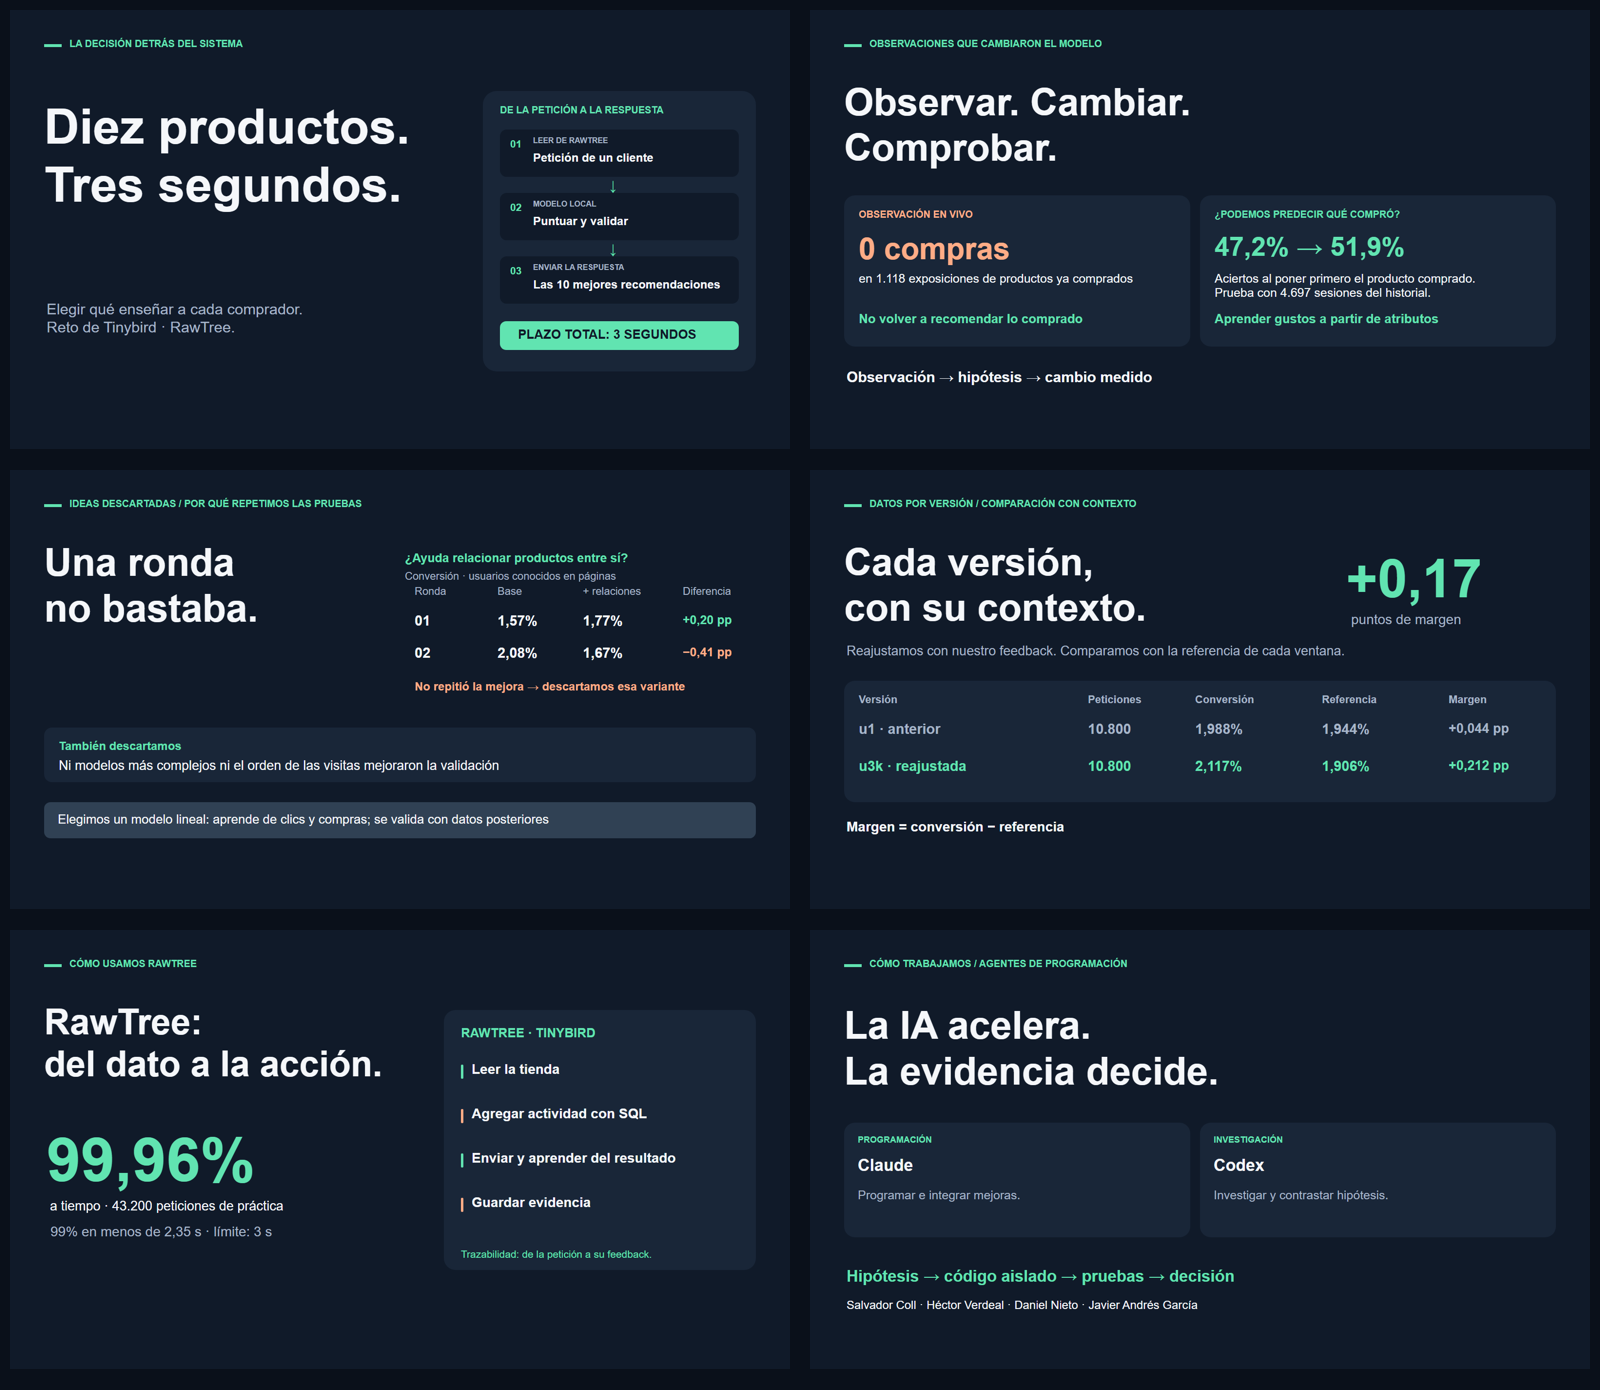 LA DECISIÓN DETRÁS DEL SISTEMA
Diez productos.
Tres segundos.
Elegir qué enseñar a cada comprador.
Reto de Tinybird · RawTree.
DE LA PETICIÓN A LA RESPUESTA
01 LEER DE RAWTREE
Petición de un cliente
↓
02 MODELO LOCAL
Puntuar y validar
↓
03 ENVIAR LA RESPUESTA
Las 10 mejores recomendaciones
PLAZO TOTAL: 3 SEGUNDOS
OBSERVACIONES QUE CAMBIARON EL MODELO
Observar. Cambiar.
Comprobar.
OBSERVACIÓN EN VIVO
0 compras
en 1.118 exposiciones de productos ya comprados
No volver a recomendar lo comprado
¿PODEMOS PREDECIR QUÉ COMPRÓ?
47,2% → 51,9%
Aciertos al poner primero el producto comprado.
Prueba con 4.697 sesiones del historial.
Aprender gustos a partir de atributos
Observación → hipótesis → cambio medido
IDEAS DESCARTADAS / POR QUÉ REPETIMOS LAS PRUEBAS
Una ronda
no bastaba.
¿Ayuda relacionar productos entre sí?
Conversión · usuarios conocidos en páginas
Ronda Base + relaciones Diferencia
01 1,57% 1,77% +0,20 pp
02 2,08% 1,67% −0,41 pp
No repitió la mejora → descartamos esa variante
También descartamos
Ni modelos más complejos ni el orden de las visitas mejoraron la validación
Elegimos un modelo lineal: aprende de clics y compras; se valida con datos posteriores
DATOS POR VERSIÓN / COMPARACIÓN CON CONTEXTO
Cada versión,
con su contexto.
+0,17
puntos de margen
Reajustamos con nuestro feedback. Comparamos con la referencia de cada ventana.
Versión Peticiones Conversión Referencia Margen
u1 · anterior 10.800 1,988% 1,944% +0,044 pp
u3k · reajustada 10.800 2,117% 1,906% +0,212 pp
Margen = conversión − referencia
CÓMO USAMOS RAWTREE
RawTree:
del dato a la acción.
99,96%
a tiempo · 43.200 peticiones de práctica
99% en menos de 2,35 s · límite: 3 s
RAWTREE · TINYBIRD
Leer la tienda
Agregar actividad con SQL
Enviar y aprender del resultado
Guardar evidencia
Trazabilidad: de la petición a su feedback.
CÓMO TRABAJAMOS / AGENTES DE PROGRAMACIÓN
La IA acelera.
La evidencia decide.
PROGRAMACIÓN
Claude
Programar e integrar mejoras.
INVESTIGACIÓN
Codex
Investigar y contrastar hipótesis.
Hipótesis → código aislado → pruebas → decisión
Salvador Coll · Héctor Verdeal · Daniel Nieto · Javier Andrés García